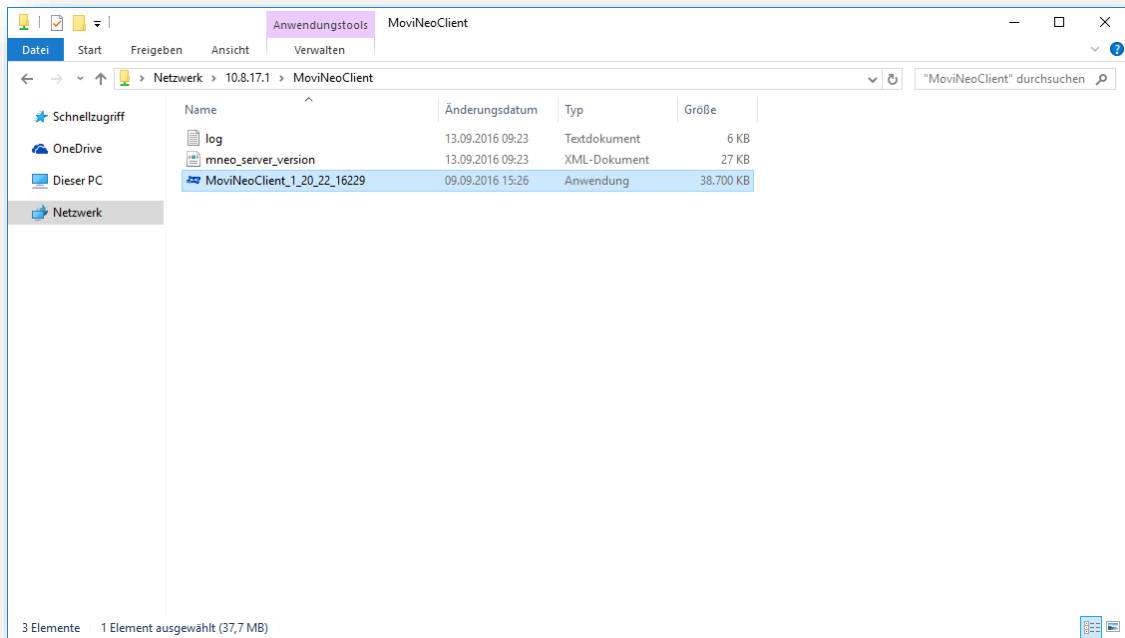 Anwendungstools MoviNeoClient
Datei Start Freigeben Ansicht Verwalten
Netzwerk > 10.8.17.1 > MoviNeoClient "MoviNeoClient" durchsuchen
Schnellzugriff
OneDrive
Dieser PC
Netzwerk
Name Änderungsdatum Typ Größe
log 13.09.2016 09:23 Textdokument 6 KB
mneo_server_version 13.09.2016 09:23 XML-Dokument 27 KB
MoviNeoClient_1_20_22_16229 09.09.2016 15:26 Anwendung 38.700 KB
3 Elemente 1 Element ausgewählt (37,7 MB)